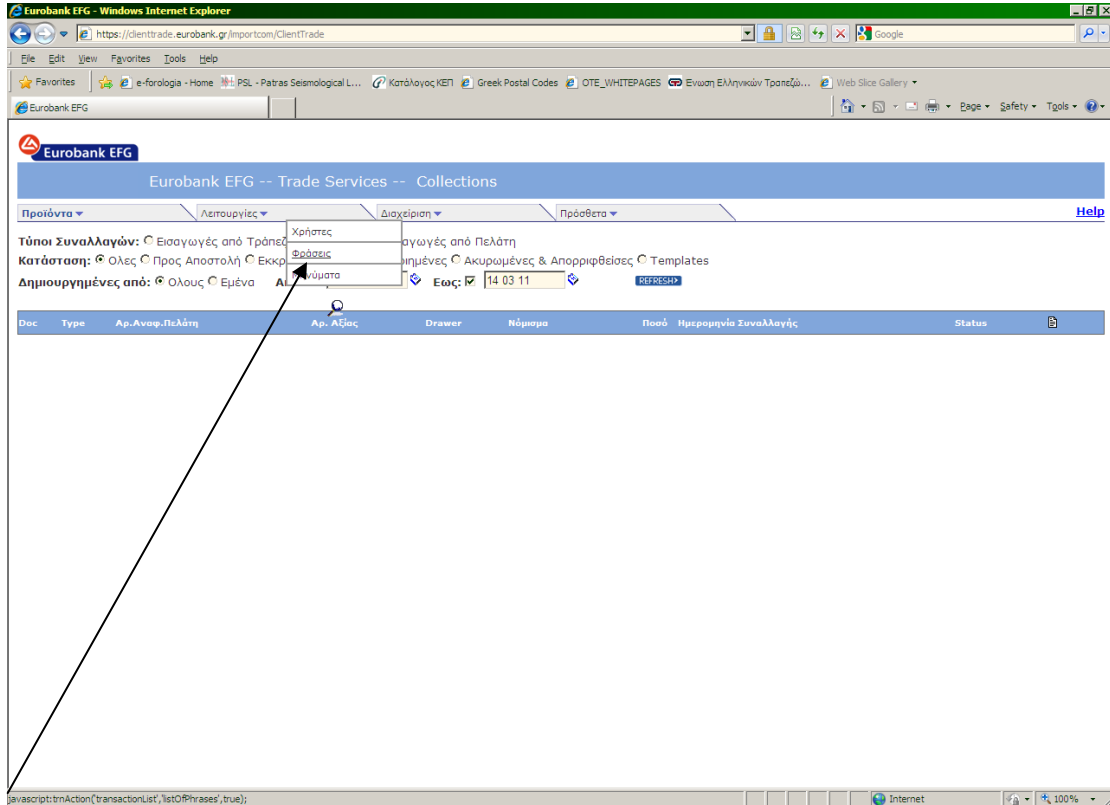 Eurobank EFG - Windows Internet Explorer
https://clienttrade.eurobank.gr/importcom/ClientTrade
Google
File Edit View Favorites Tools Help
Favorites e-forologia - Home PSL - Patras Seismological L... Κατάλογος ΚΕΠ Greek Postal Codes OTE_WHITEPAGES Ενωση Ελληνικών Τραπεζώ... Web Slice Gallery
Eurobank EFG Page Safety Tools
Eurobank EFG
Eurobank EFG -- Trade Services -- Collections
Προϊόντα Λειτουργίες Διαχείριση Πρόσθετα Help
Χρήστες
Φράσεις
Τύποι Συναλλαγών: Εισαγωγές από Τράπεζ αγωγές από Πελάτη
Κατάσταση: Ολες Προς Αποστολή Εκκρ ιημένες Ακυρωμένες & Απορριφθείσες Templates
Δημιουργημένες από: Ολους Εμένα νύματα Εως: 14 03 11 REFRESH
Doc Type Αρ.Αναφ.Πελάτη Αρ. Αξίας Drawer Νόμισμα Ποσό Ημερομηνία Συναλλαγής Status
javascript:trnAction('transactionList','listOfPhrases',true); Internet 100%